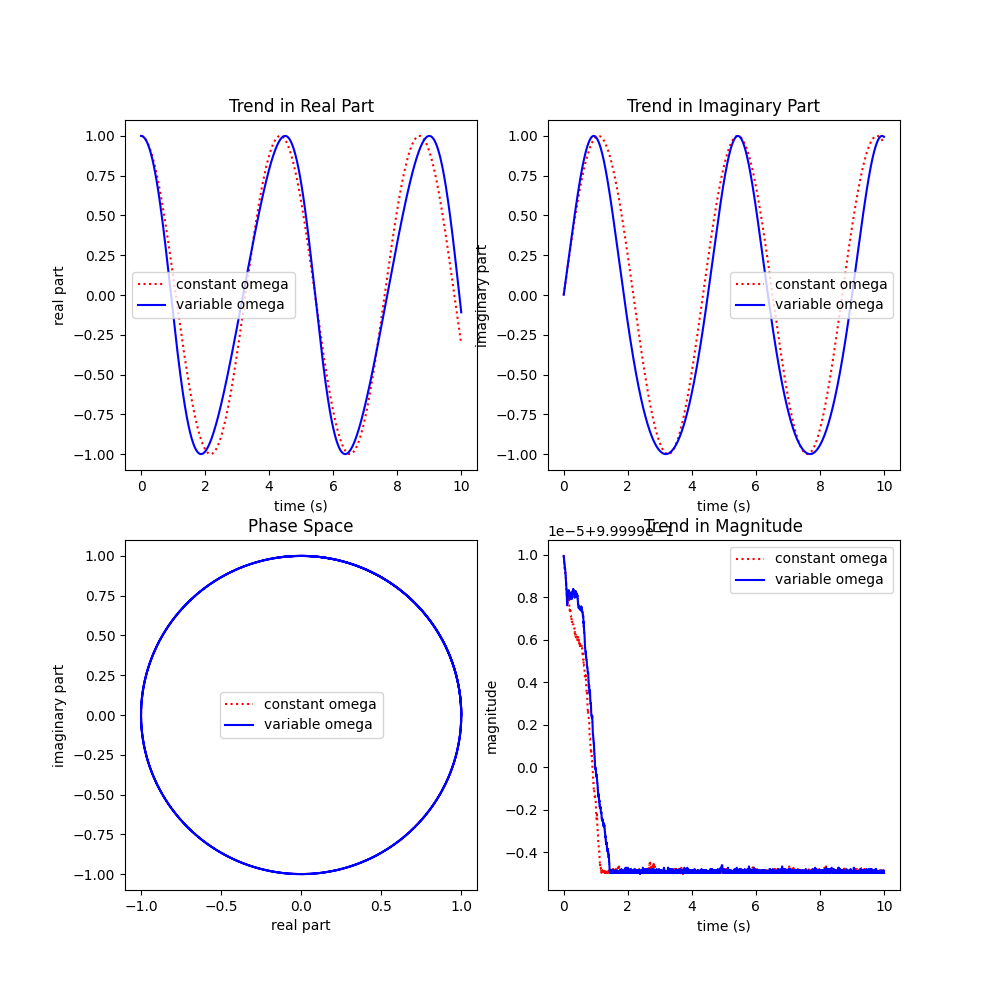 Trend in Real Part
1.00
0.75
0.50
0.25
0.00
−0.25
−0.50
−0.75
−1.00
real part
constant omega
variable omega
0 2 4 6 8 10
time (s)
Trend in Imaginary Part
1.00
0.75
0.50
0.25
0.00
−0.25
−0.50
−0.75
−1.00
imaginary part
constant omega
variable omega
0 2 4 6 8 10
time (s)
Phase Space
1.00
0.75
0.50
0.25
0.00
−0.25
−0.50
−0.75
−1.00
imaginary part
constant omega
variable omega
−1.0 −0.5 0.0 0.5 1.0
real part
Trend in Magnitude
1e−5+9.9999e−1
1.0
0.8
0.6
0.4
0.2
0.0
−0.2
−0.4
magnitude
constant omega
variable omega
0 2 4 6 8 10
time (s)